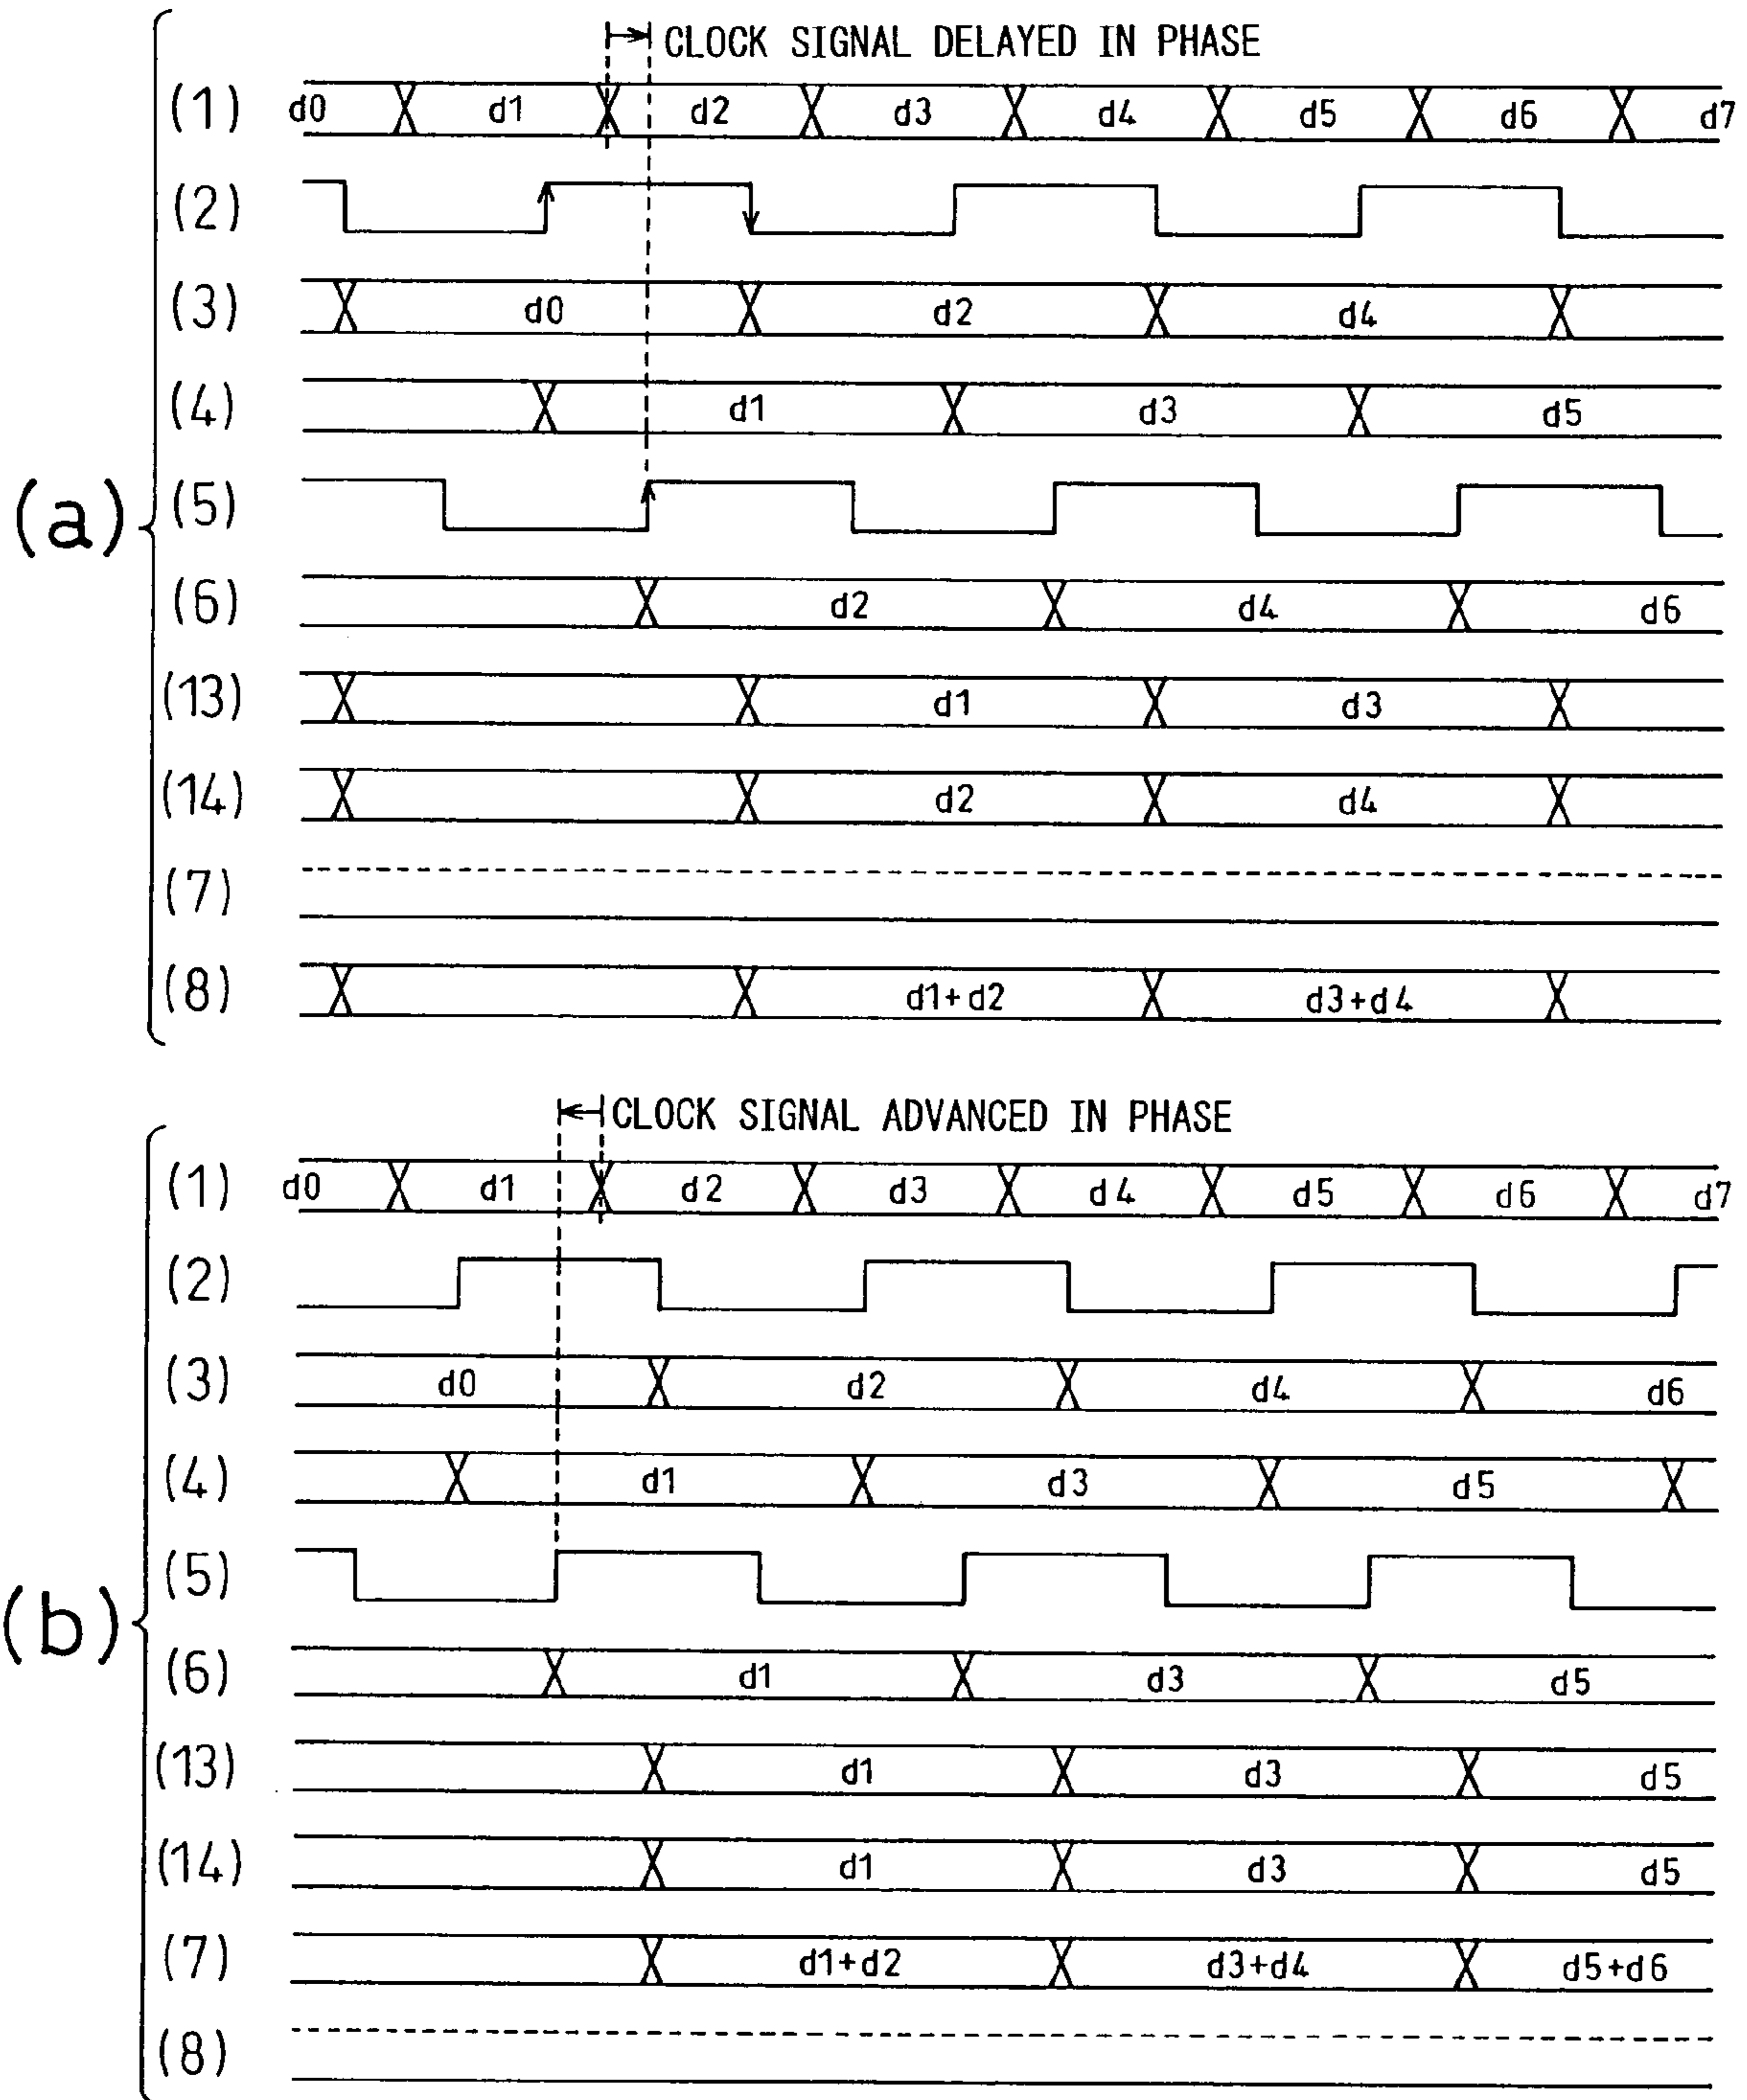 CLOCK SIGNAL DELAYED IN PHASE
(1) d0 d1 d2 d3 d4 d5 d6 d7
(2)
(3) d0 d2 d4
(4) d1 d3 d5
(a)
(5)
(6) d2 d4 d6
(13) d1 d3
(14) d2 d4
(7)
(8) d1+d2 d3+d4
CLOCK SIGNAL ADVANCED IN PHASE
(1) d0 d1 d2 d3 d4 d5 d6 d7
(2)
(3) d0 d2 d4 d6
(4) d1 d3 d5
(5)
(b)
(6) d1 d3 d5
(13) d1 d3 d5
(14) d1 d3 d5
(7) d1+d2 d3+d4 d5+d6
(8)